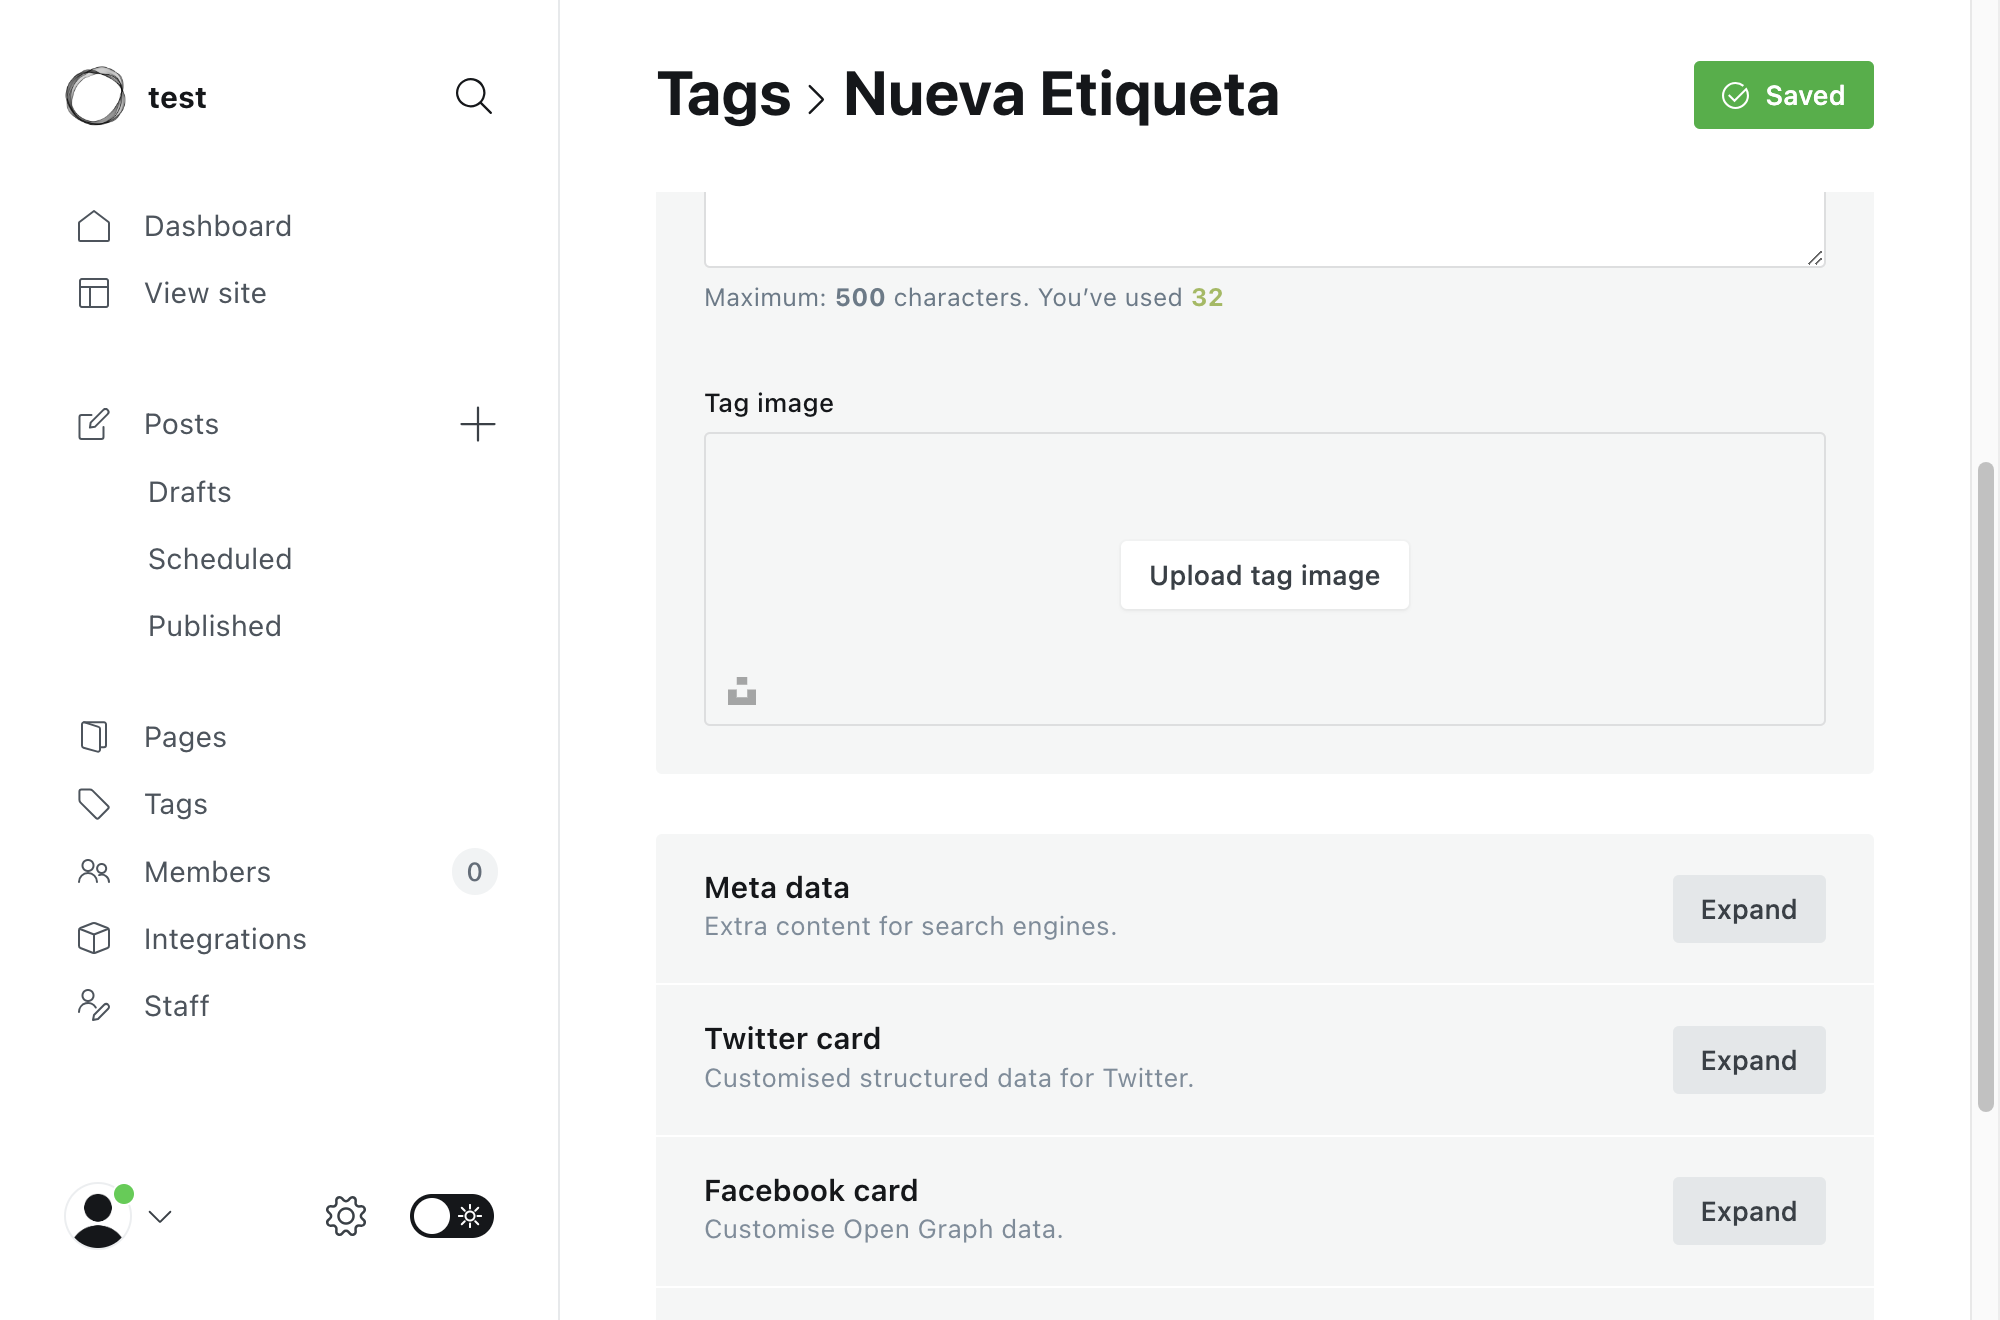 test
Dashboard
View site
Posts
Drafts
Scheduled
Published
Pages
Tags
Members
0
Integrations
Staff
Tags > Nueva Etiqueta
Saved
Maximum: 500 characters. You’ve used 32
Tag image
Upload tag image
Meta data
Extra content for search engines.
Expand
Twitter card
Customised structured data for Twitter.
Expand
Facebook card
Customise Open Graph data.
Expand